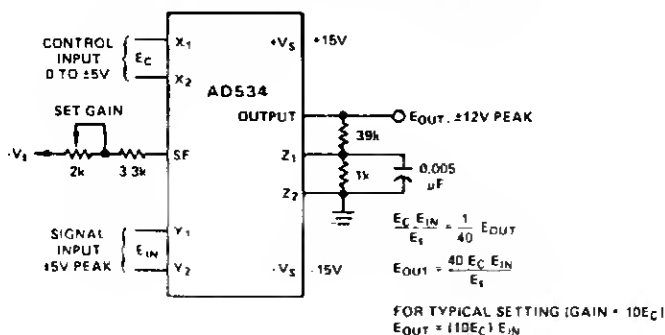 CONTROL
INPUT
0 TO ±5V
E_C
X₁
X₂
+V_S
+15V
AD534
SET GAIN
OUTPUT
E_OUT, ±12V PEAK
39k
-V_S
2k
3.3k
SF
Z₁
1k
0.005
µF
Z₂
SIGNAL
INPUT
±5V PEAK
E_IN
Y₁
Y₂
-V_S
-15V
E_C E_IN / E_s = 1/40 E_OUT
E_OUT = 40 E_C E_IN / E_s
FOR TYPICAL SETTING (GAIN = 10E_C)
E_OUT = (10E_C) E_IN